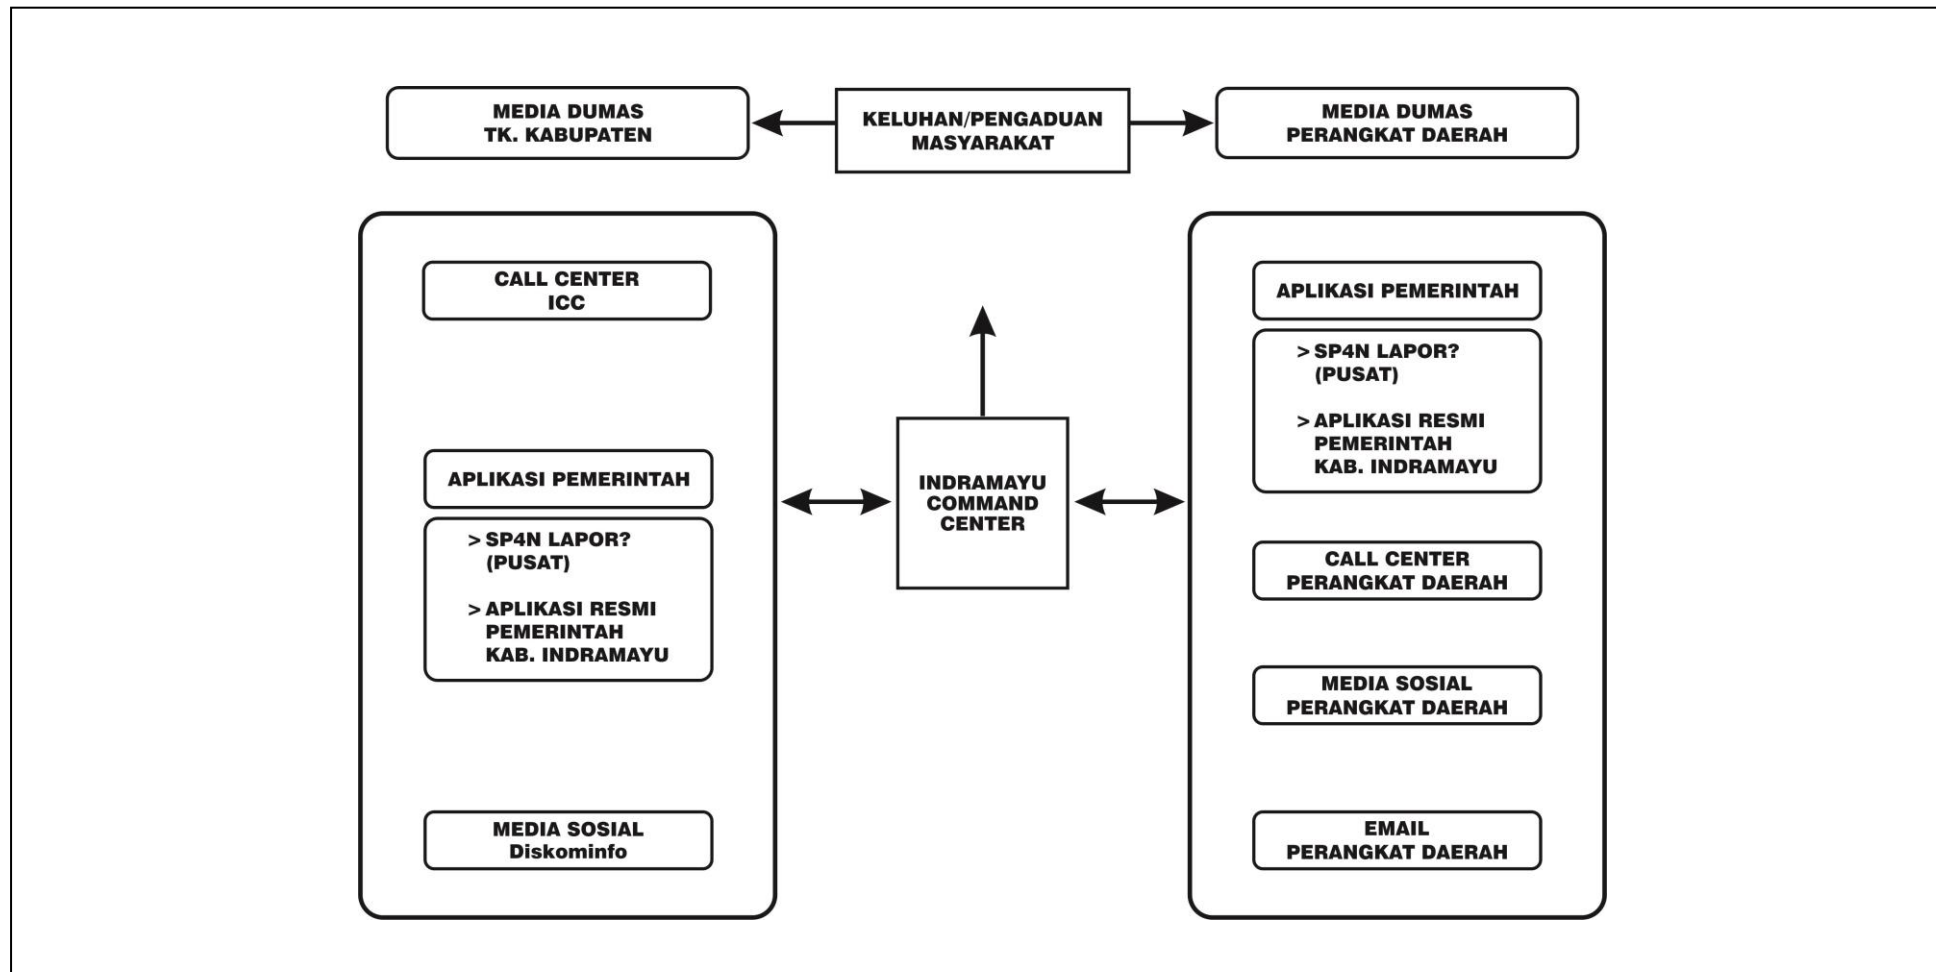 MEDIA DUMAS
TK. KABUPATEN
KELUHAN/PENGADUAN
MASYARAKAT
MEDIA DUMAS
PERANGKAT DAERAH
CALL CENTER
ICC
APLIKASI PEMERINTAH
> SP4N LAPOR?
(PUSAT)
> APLIKASI RESMI
PEMERINTAH
KAB. INDRAMAYU
MEDIA SOSIAL
Diskominfo
INDRAMAYU
COMMAND
CENTER
APLIKASI PEMERINTAH
> SP4N LAPOR?
(PUSAT)
> APLIKASI RESMI
PEMERINTAH
KAB. INDRAMAYU
CALL CENTER
PERANGKAT DAERAH
MEDIA SOSIAL
PERANGKAT DAERAH
EMAIL
PERANGKAT DAERAH